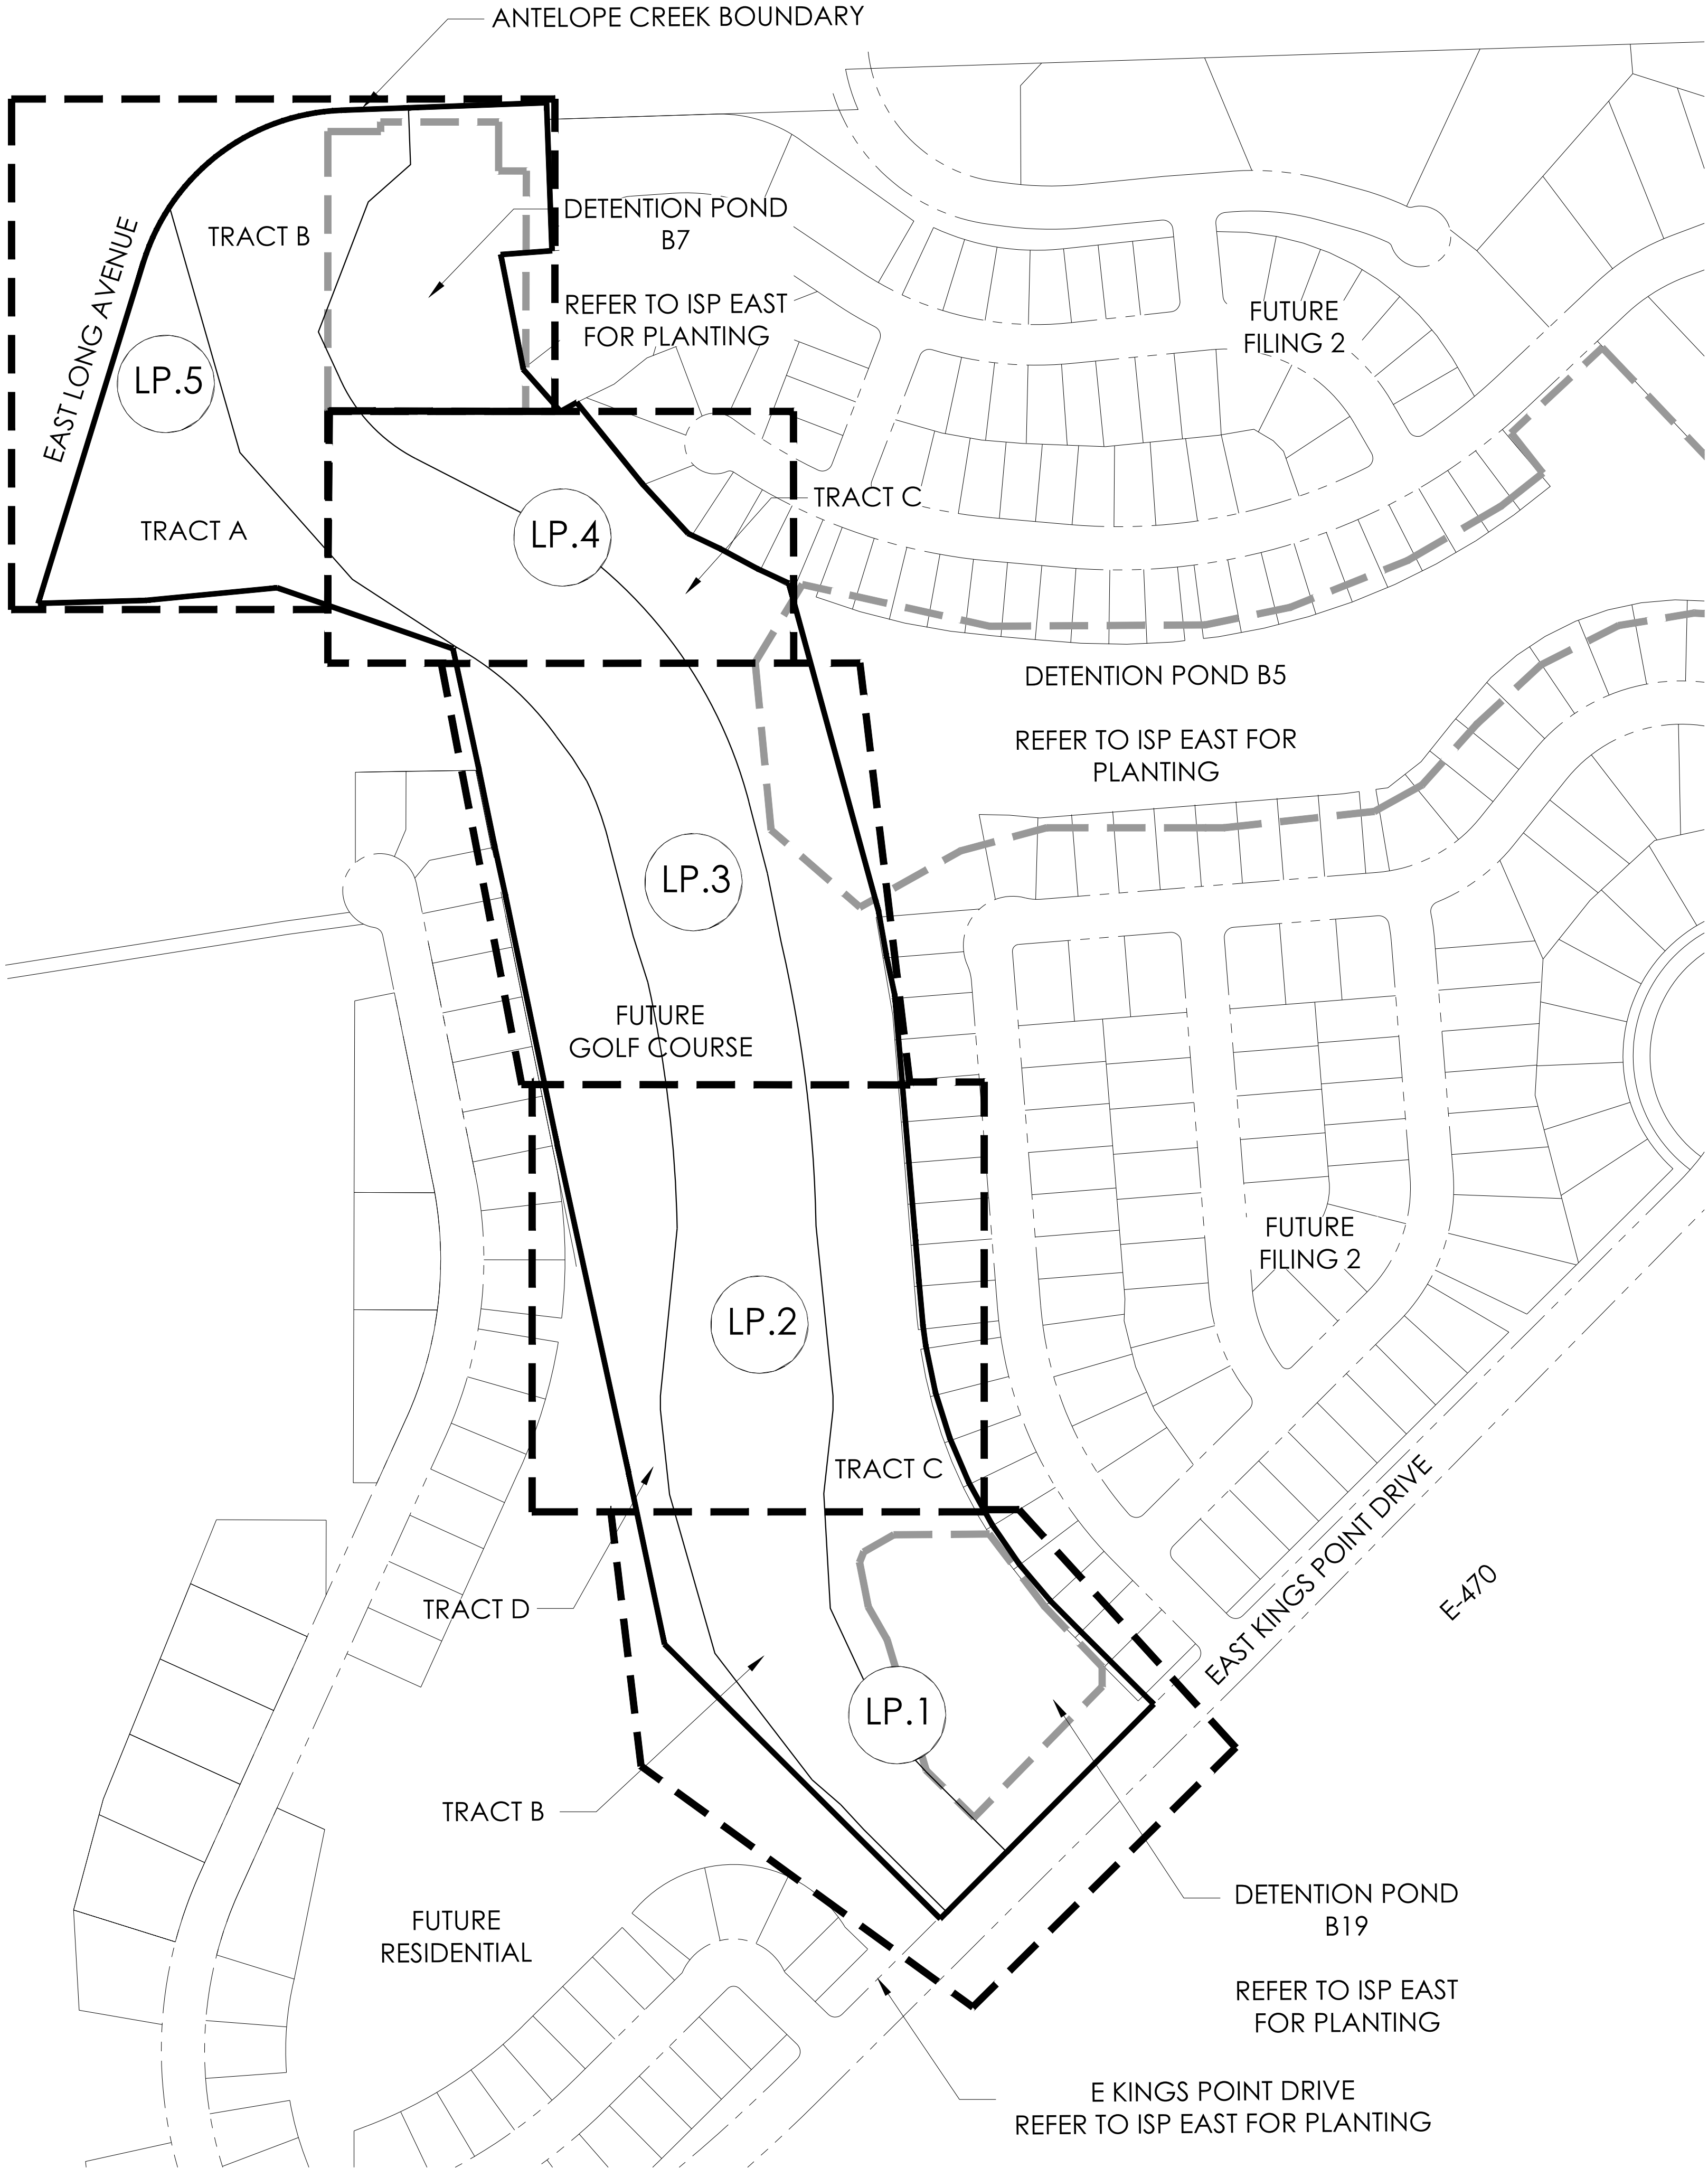 ANTELOPE CREEK BOUNDARY
DETENTION POND
B7
TRACT B
EAST LONG AVENUE
REFER TO ISP EAST
FOR PLANTING
FUTURE
FILING 2
LP.5
TRACT C
TRACT A
LP.4
DETENTION POND B5
REFER TO ISP EAST FOR
PLANTING
LP.3
FUTURE
GOLF COURSE
FUTURE
FILING 2
LP.2
TRACT C
EAST KINGS POINT DRIVE
E-470
TRACT D
LP.1
TRACT B
DETENTION POND
B19
FUTURE
RESIDENTIAL
REFER TO ISP EAST
FOR PLANTING
E KINGS POINT DRIVE
REFER TO ISP EAST FOR PLANTING